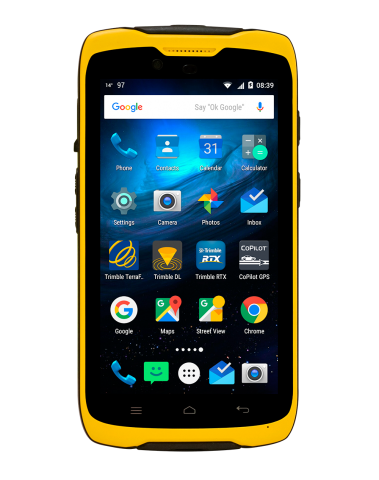 14° 97 08:39
Google Say "Ok Google"
31
Phone Contacts Calendar Calculator
Settings Camera Photos Inbox
Trimble RTX CoPilot
Trimble TerraF.. Trimble DL Trimble RTX CoPilot GPS
G G
Google Maps Street View Chrome